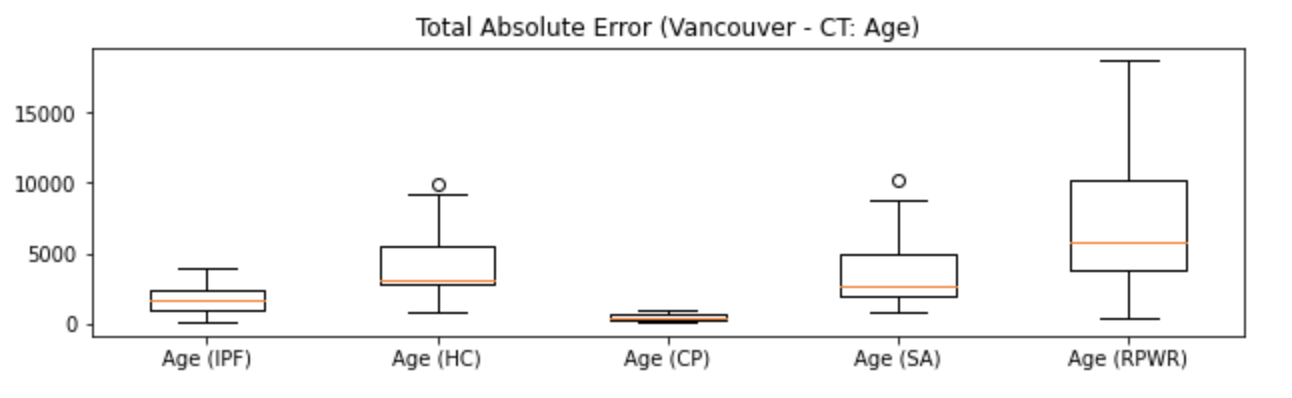 Total Absolute Error (Vancouver - CT: Age)
15000
10000
5000
0
Age (IPF) Age (HC) Age (CP) Age (SA) Age (RPWR)